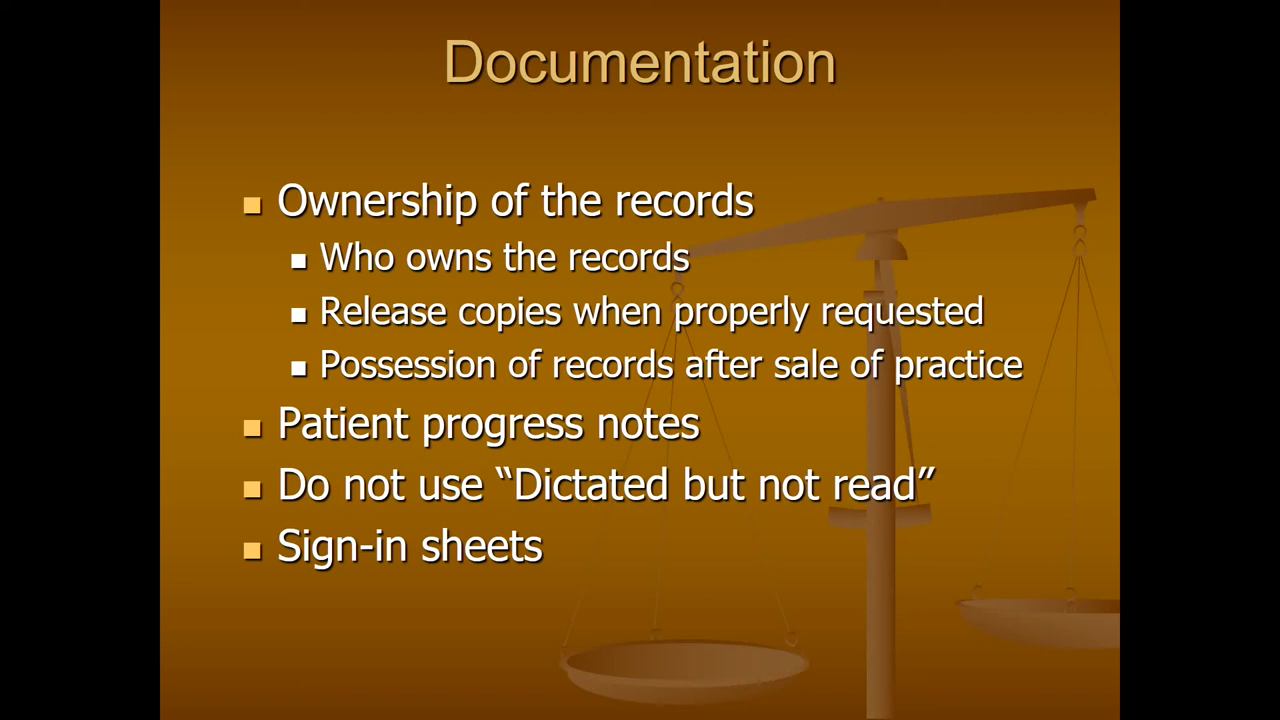 Documentation
Ownership of the records
Who owns the records
Release copies when properly requested
Possession of records after sale of practice
Patient progress notes
Do not use “Dictated but not read”
Sign-in sheets